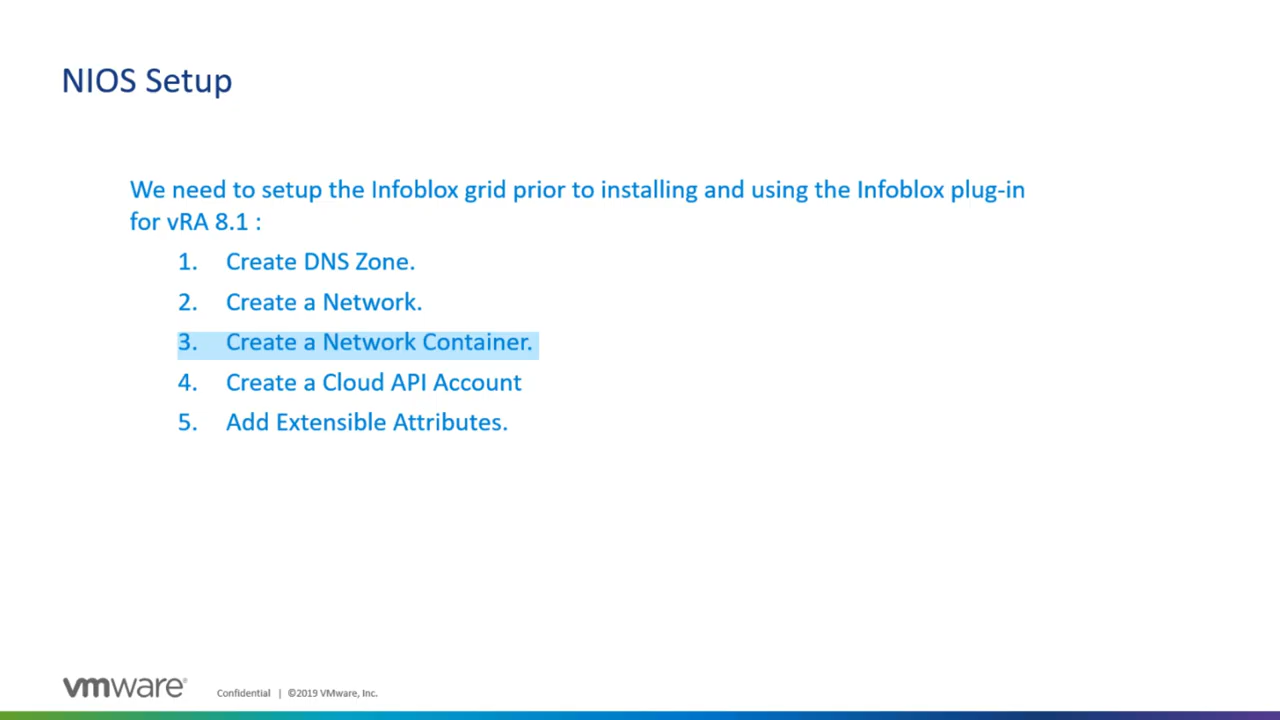 NIOS Setup
We need to setup the Infoblox grid prior to installing and using the Infoblox plug-in
for vRA 8.1 :
1. Create DNS Zone.
2. Create a Network.
3. Create a Network Container.
4. Create a Cloud API Account
5. Add Extensible Attributes.
vmware® Confidential | ©2019 VMware, Inc.